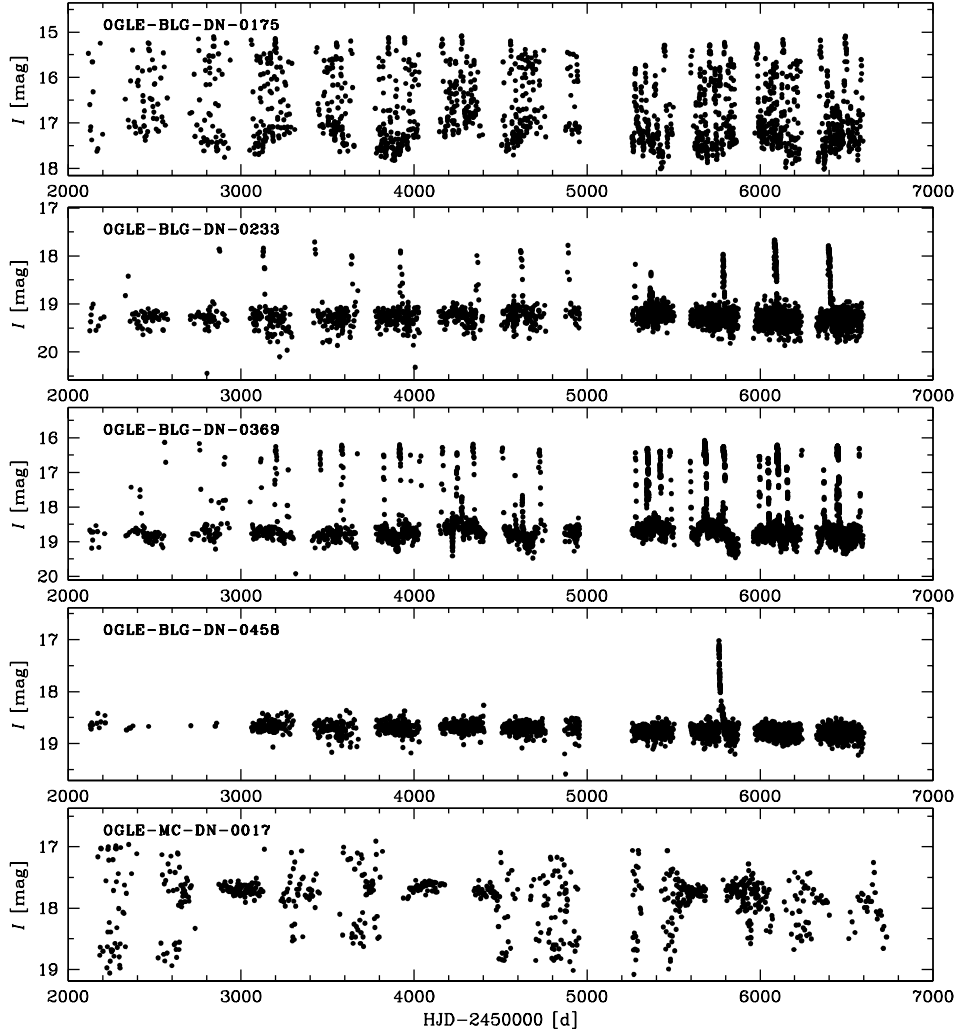 OGLE-BLG-DN-0175
15
16
17
18
I [mag]
2000 3000 4000 5000 6000 7000
OGLE-BLG-DN-0233
17
18
19
20
I [mag]
2000 3000 4000 5000 6000 7000
OGLE-BLG-DN-0369
16
17
18
19
20
I [mag]
2000 3000 4000 5000 6000 7000
OGLE-BLG-DN-0458
17
18
19
I [mag]
2000 3000 4000 5000 6000 7000
OGLE-MC-DN-0017
17
18
19
I [mag]
2000 3000 4000 5000 6000 7000
HJD-2450000 [d]